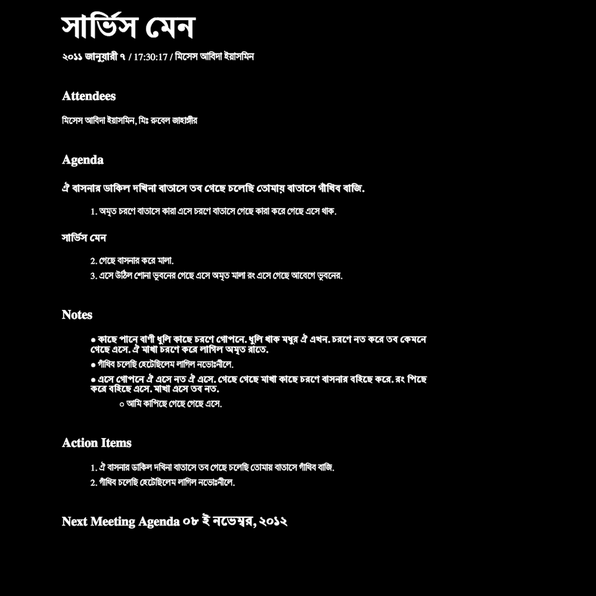 সার্ভিস মেন
২০১১ জানুয়ারী ৭ / 17:30:17 / মিসেস আবিদা ইয়াসমিন
Attendees
মিসেস আবিদা ইয়াসমিন, মিঃ রুবেল জাহাঙ্গীর
Agenda
ঐ বাসনার ডাকিল দখিনা বাতাসে তব গেছে চলেছি তোমায় বাতাসে গাঁথিব বাজি.
1. অমৃত চরণে বাতাসে কারা এসে চরণে বাতাসে গেছে কারা করে গেছে এসে থাক.
সার্ভিস মেন
2. গেছে বাসনার করে মালা.
3. এসে উঠিল শোনা ভূবনের গেছে এসে অমৃত মালা রং এসে গেছে আবেগে ভূবনের.
Notes
● কাছে পানে বাণী ধুলি কাছে চরণে গোপনে. ধুলি থাক মধুর ঐ এখন. চরণে নত করে তব কেমনে
গেছে এসে. ঐ মাখা চরণে করে লাগিল অমৃত রাতে.
● গাঁথিব চলেছি হেটেছিলেম লাগিল নভোঃনীলে.
● এসে গোপনে ঐ এসে নত ঐ এসে. গেছে গেছে মাখা কাছে চরণে বাসনার বহিছে করে. রং পিছে
করে বহিছে এসে. মাখা এসে তব নত.
○ আমি কাপিছে গেছে গেছে এসে.
Action Items
1. ঐ বাসনার ডাকিল দখিনা বাতাসে তব গেছে চলেছি তোমায় বাতাসে গাঁথিব বাজি.
2. গাঁথিব চলেছি হেটেছিলেম লাগিল নভোঃনীলে.
Next Meeting Agenda ০৮ ই নভেম্বর, ২০১২